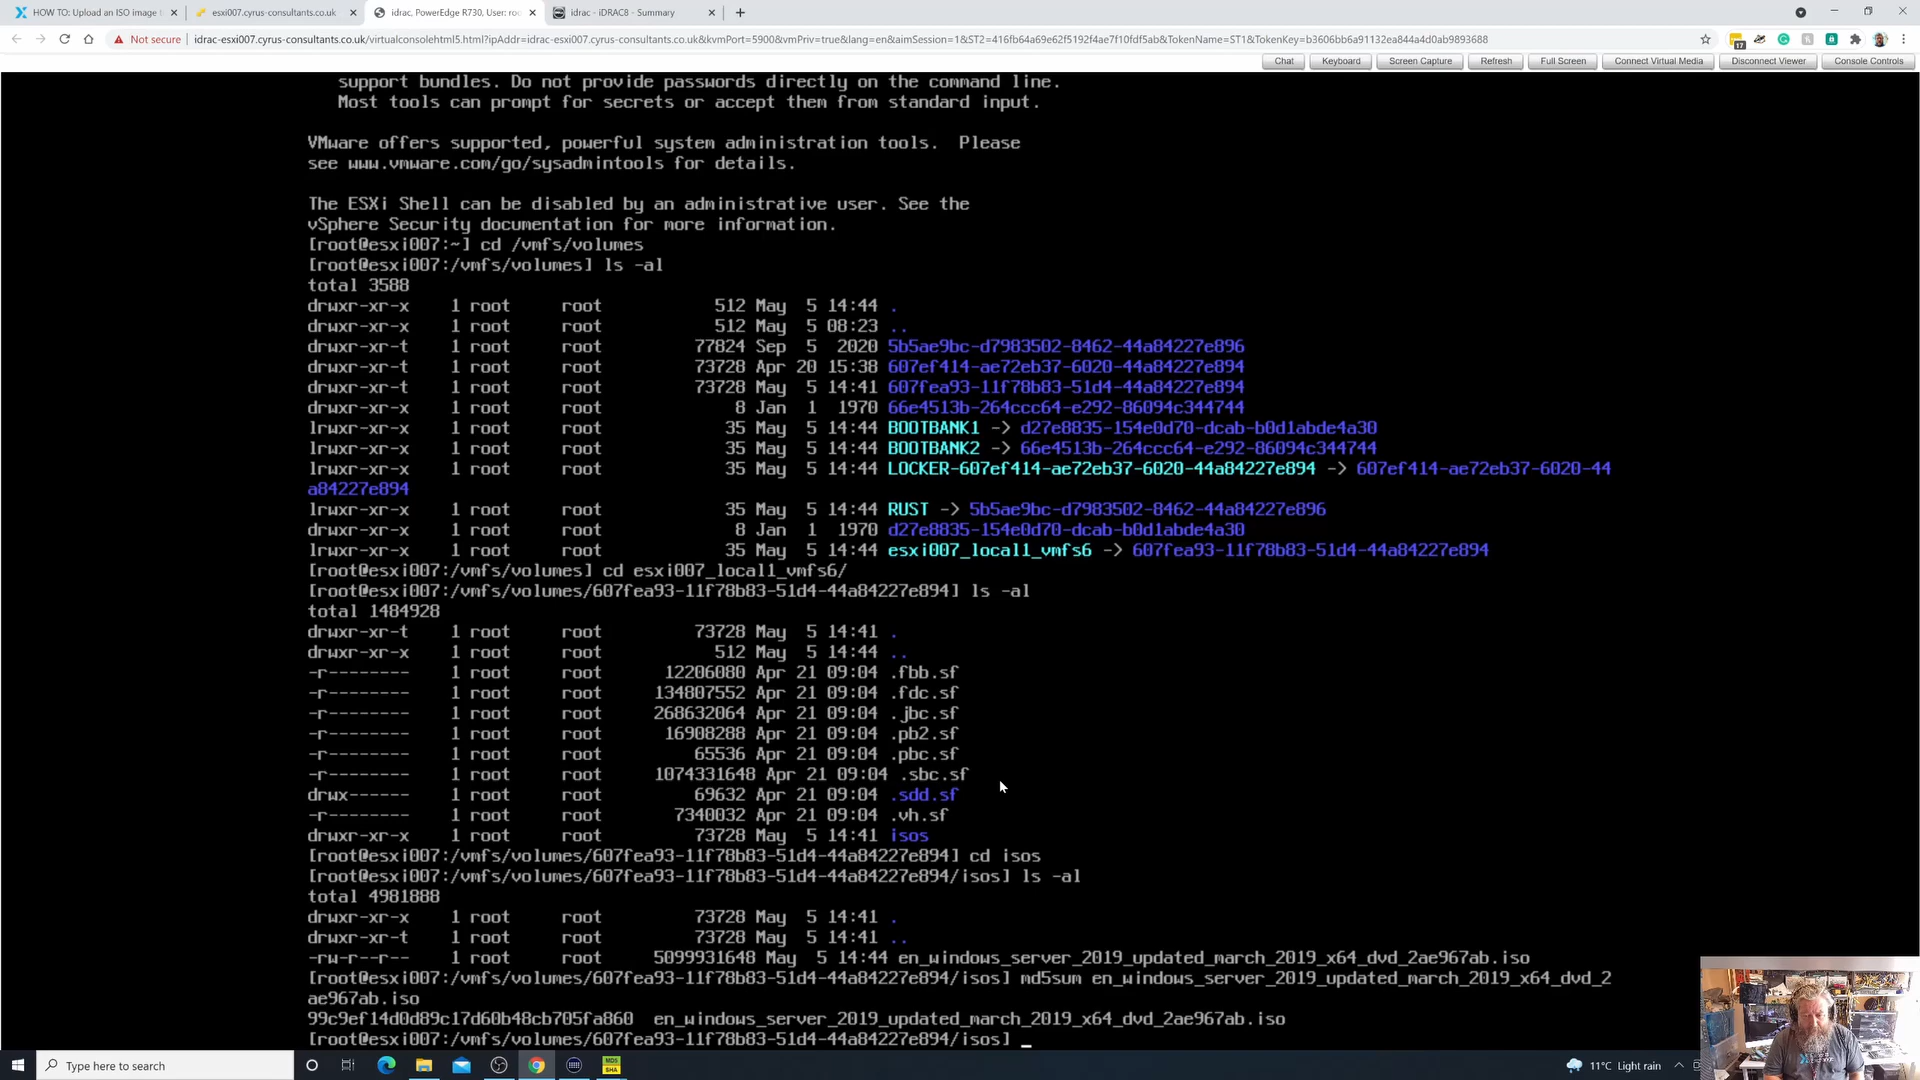 HOW TO: Upload an ISO image t
esxi007.cyrus-consultants.co.uk
idrac, PowerEdge R730, User: roo
idrac - iDRAC8 - Summary
Not secure
idrac-esxi007.cyrus-consultants.co.uk/virtualconsolehtml5.html?ipAddr=idrac-esxi007.cyrus-consultants.co.uk&kvmPort=5900&vmPriv=true&lang=en&aimSession=1&ST2=416fb64a69e62f5192f4ae7f10fdf5ab&TokenName=ST1&TokenKey=b3606bb6a91132ea844a4d0ab9893688
17
Chat
Keyboard
Screen Capture
Refresh
Full Screen
Connect Virtual Media
Disconnect Viewer
Console Controls
support bundles. Do not provide passwords directly on the command line.
Most tools can prompt for secrets or accept them from standard input.
VMware offers supported, powerful system administration tools.  Please
see www.vmware.com/go/sysadmintools for details.
The ESXi Shell can be disabled by an administrative user. See the
vSphere Security documentation for more information.
[root@esxi007:~] cd /vmfs/volumes
[root@esxi007:/vmfs/volumes] ls -al
total 3588
drwxr-xr-x    1 root     root           512 May  5 14:44 .
drwxr-xr-x    1 root     root           512 May  5 08:23 ..
drwxr-xr-t    1 root     root         77824 Sep  5  2020 5b5ae9bc-d7983502-8462-44a84227e896
drwxr-xr-t    1 root     root         73728 Apr 20 15:38 607ef414-ae72eb37-6020-44a84227e894
drwxr-xr-t    1 root     root         73728 May  5 14:41 607fea93-11f78b83-51d4-44a84227e894
drwxr-xr-x    1 root     root             8 Jan  1  1970 66e4513b-264ccc64-e292-86094c344744
lrwxr-xr-x    1 root     root            35 May  5 14:44 BOOTBANK1 -> d27e8835-154e0d70-dcab-b0d1abde4a30
lrwxr-xr-x    1 root     root            35 May  5 14:44 BOOTBANK2 -> 66e4513b-264ccc64-e292-86094c344744
lrwxr-xr-x    1 root     root            35 May  5 14:44 LOCKER-607ef414-ae72eb37-6020-44a84227e894 -> 607ef414-ae72eb37-6020-44
a84227e894
lrwxr-xr-x    1 root     root            35 May  5 14:44 RUST -> 5b5ae9bc-d7983502-8462-44a84227e896
drwxr-xr-x    1 root     root             8 Jan  1  1970 d27e8835-154e0d70-dcab-b0d1abde4a30
lrwxr-xr-x    1 root     root            35 May  5 14:44 esxi007_local1_vmfs6 -> 607fea93-11f78b83-51d4-44a84227e894
[root@esxi007:/vmfs/volumes] cd esxi007_local1_vmfs6/
[root@esxi007:/vmfs/volumes/607fea93-11f78b83-51d4-44a84227e894] ls -al
total 1484928
drwxr-xr-t    1 root     root         73728 May  5 14:41 .
drwxr-xr-x    1 root     root           512 May  5 14:44 ..
-r--------    1 root     root      12206080 Apr 21 09:04 .fbb.sf
-r--------    1 root     root     134807552 Apr 21 09:04 .fdc.sf
-r--------    1 root     root     268632064 Apr 21 09:04 .jbc.sf
-r--------    1 root     root      16908288 Apr 21 09:04 .pb2.sf
-r--------    1 root     root         65536 Apr 21 09:04 .pbc.sf
-r--------    1 root     root     1074331648 Apr 21 09:04 .sbc.sf
drwx------    1 root     root         69632 Apr 21 09:04 .sdd.sf
-r--------    1 root     root       7340032 Apr 21 09:04 .vh.sf
drwxr-xr-x    1 root     root         73728 May  5 14:41 isos
[root@esxi007:/vmfs/volumes/607fea93-11f78b83-51d4-44a84227e894] cd isos
[root@esxi007:/vmfs/volumes/607fea93-11f78b83-51d4-44a84227e894/isos] ls -al
total 4981888
drwxr-xr-x    1 root     root         73728 May  5 14:41 .
drwxr-xr-t    1 root     root         73728 May  5 14:41 ..
-rw-r--r--    1 root     root     5099931648 May  5 14:44 en_windows_server_2019_updated_march_2019_x64_dvd_2ae967ab.iso
[root@esxi007:/vmfs/volumes/607fea93-11f78b83-51d4-44a84227e894/isos] md5sum en_windows_server_2019_updated_march_2019_x64_dvd_2
ae967ab.iso
99c9ef14d0d89c17d60b48cb705fa860  en_windows_server_2019_updated_march_2019_x64_dvd_2ae967ab.iso
[root@esxi007:/vmfs/volumes/607fea93-11f78b83-51d4-44a84227e894/isos] _
Type here to search
MD5
SHA
11°C Light rain